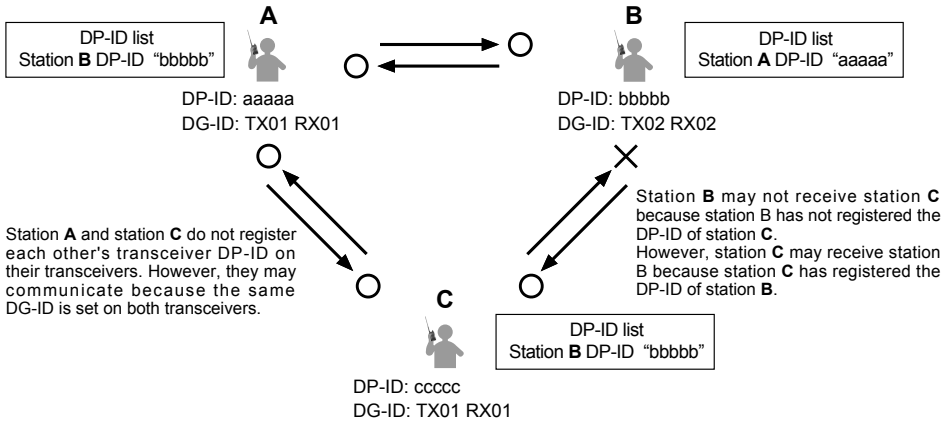 A
B
DP-ID list
Station B DP-ID “bbbbb”
DP-ID list
Station A DP-ID “aaaaa”
DP-ID: aaaaa
DG-ID: TX01 RX01
DP-ID: bbbbb
DG-ID: TX02 RX02
Station A and station C do not register
each other's transceiver DP-ID on
their transceivers. However, they may
communicate because the same
DG-ID is set on both transceivers.
Station B may not receive station C
because station B has not registered the
DP-ID of station C.
However, station C may receive station
B because station C has registered the
DP-ID of station B.
C
DP-ID list
Station B DP-ID “bbbbb”
DP-ID: ccccc
DG-ID: TX01 RX01